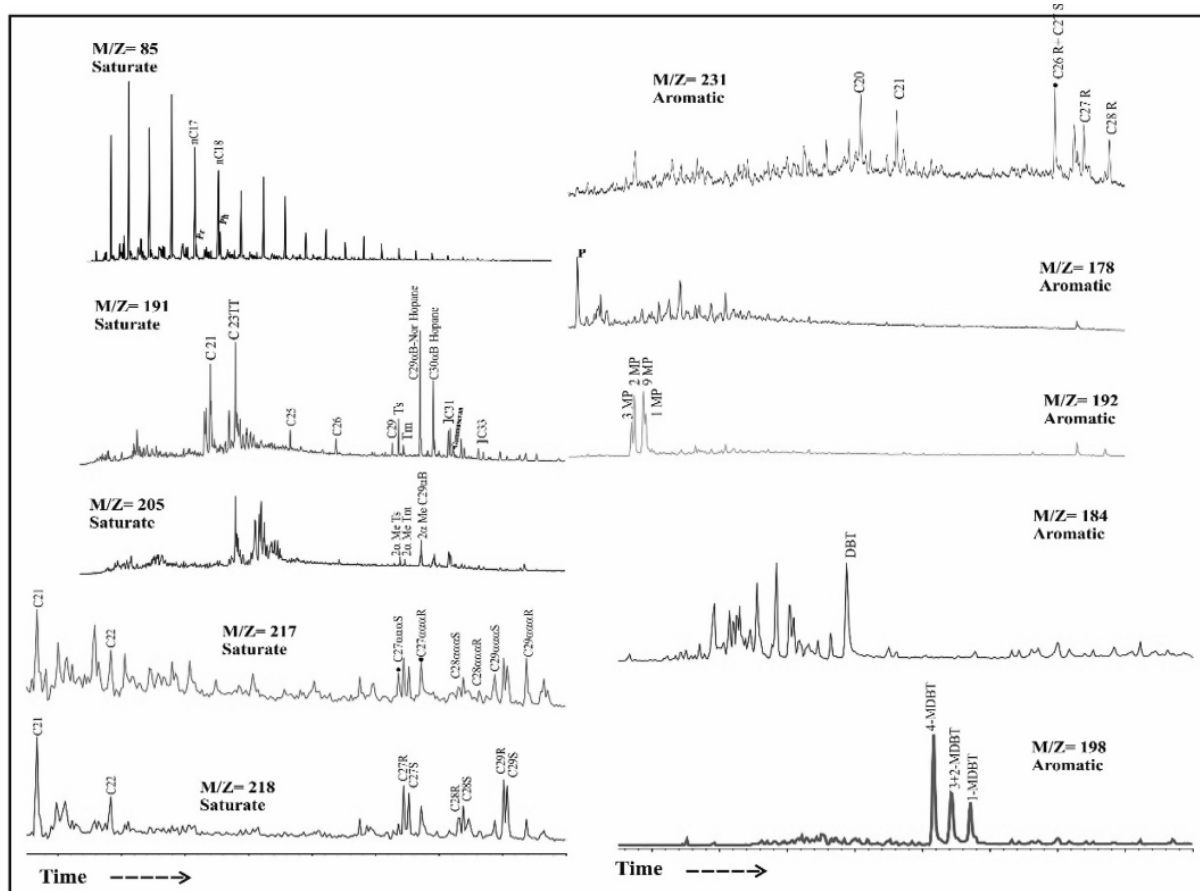 M/Z= 85
Saturate
nC17
Pr
nC18
Ph
M/Z= 191
Saturate
C 21
C 23TT
C25
C26
C29
Ts
Tm
C29αB-Nor Hopane
C30αB Hopane
]C31
]C33
M/Z= 205
Saturate
2α Me Ts
2α Me Tm
2α Me C29αB
M/Z= 217
Saturate
C21
C22
C27αααS
C27αααR
C28αααS
C28αααR
C29αααS
C29αααR
M/Z= 218
Saturate
C21
C22
C27R
C27S
C28R
C28S
C29R
C29S
Time
M/Z= 231
Aromatic
C20
C21
C26 R+ C27 S
C27 R
C28 R
M/Z= 178
Aromatic
P
M/Z= 192
Aromatic
3 MP
2 MP
9 MP
1 MP
M/Z= 184
Aromatic
DBT
M/Z= 198
Aromatic
4-MDBT
3+2-MDBT
1-MDBT
Time